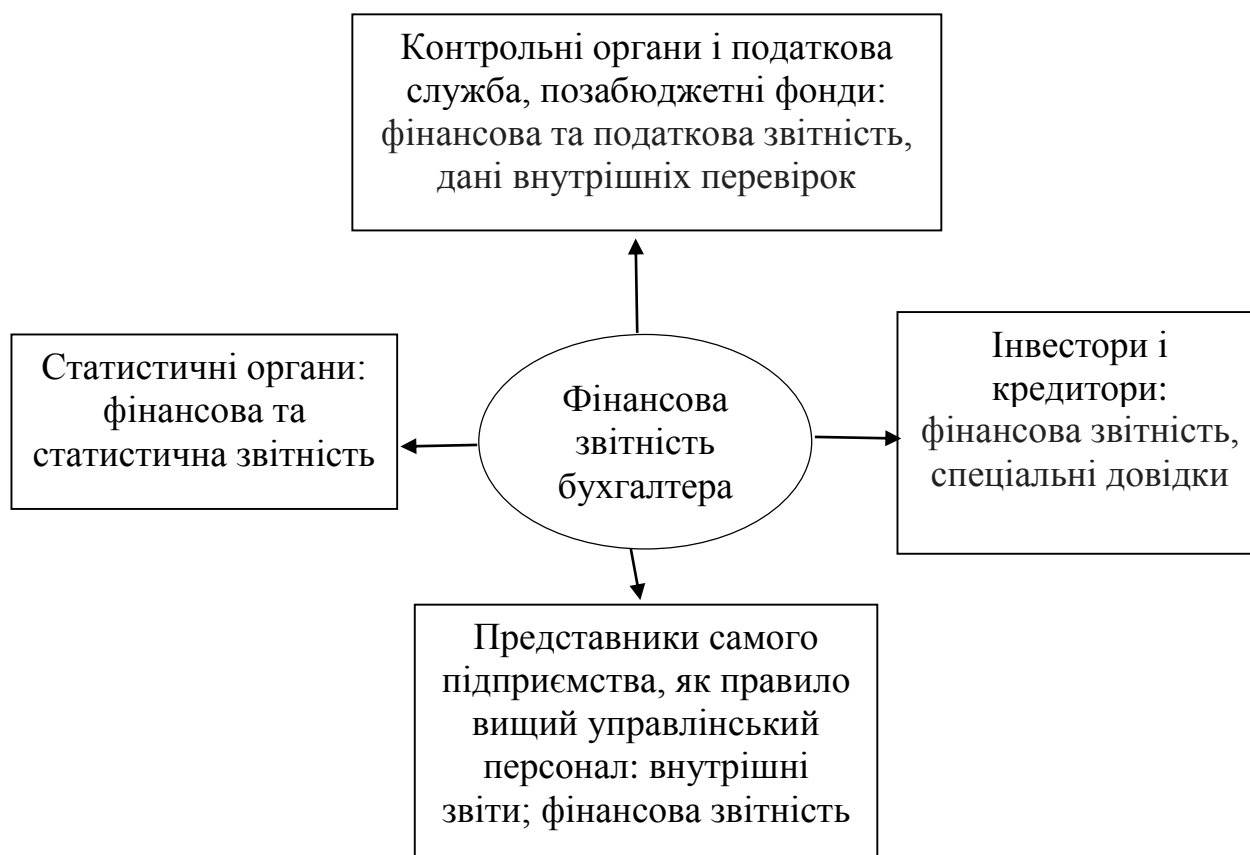 Контрольні органи і податкова
служба, позабюджетні фонди:
фінансова та податкова звітність,
дані внутрішніх перевірок
Статистичні органи:
фінансова та
статистична звітність
Фінансова
звітність
бухгалтера
Інвестори і
кредитори:
фінансова звітність,
спеціальні довідки
Представники самого
підприємства, як правило
вищий управлінський
персонал: внутрішні
звіти; фінансова звітність